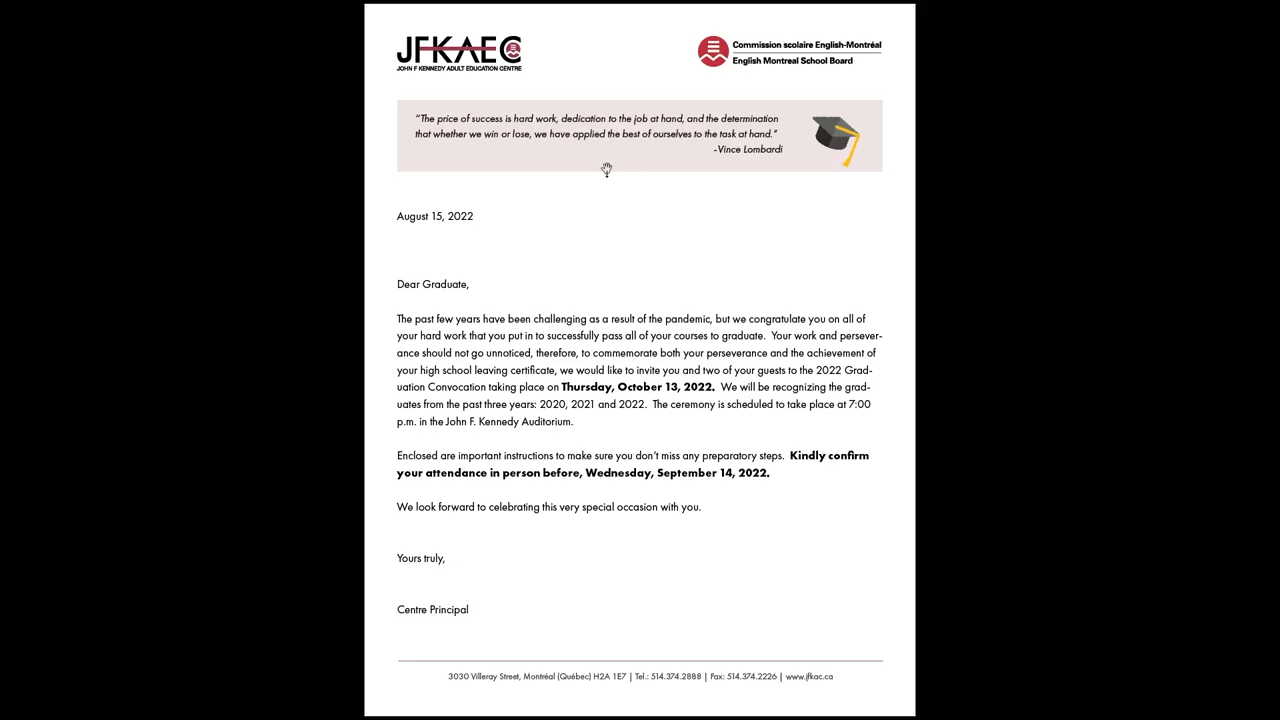 JFKAEC
JOHN F KENNEDY ADULT EDUCATION CENTRE
Commission scolaire English-Montréal
English Montreal School Board
“The price of success is hard work, dedication to the job at hand, and the determination
that whether we win or lose, we have applied the best of ourselves to the task at hand.”
-Vince Lombardi
August 15, 2022
Dear Graduate,
The past few years have been challenging as a result of the pandemic, but we congratulate you on all of
your hard work that you put in to successfully pass all of your courses to graduate.  Your work and persever-
ance should not go unnoticed, therefore, to commemorate both your perseverance and the achievement of
your high school leaving certificate, we would like to invite you and two of your guests to the 2022 Grad-
uation Convocation taking place on Thursday, October 13, 2022.  We will be recognizing the grad-
uates from the past three years: 2020, 2021 and 2022.  The ceremony is scheduled to take place at 7:00
p.m. in the John F. Kennedy Auditorium.
Enclosed are important instructions to make sure you don’t miss any preparatory steps.  Kindly confirm
your attendance in person before, Wednesday, September 14, 2022.
We look forward to celebrating this very special occasion with you.
Yours truly,
Centre Principal
3030 Villeray Street, Montréal (Québec) H2A 1E7 | Tel.: 514.374.2888 | Fax: 514.374.2226 | www.jfkac.ca